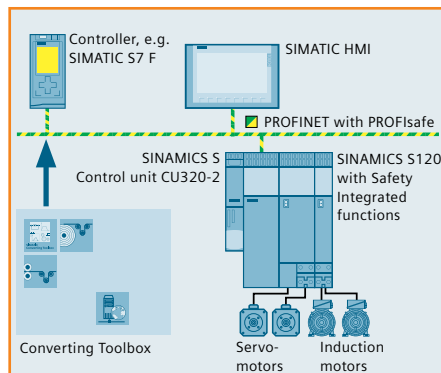 Controller, e.g.
SIMATIC S7 F
SIMATIC HMI
PROFINET with PROFIsafe
SINAMICS S
Control unit CU320-2
SINAMICS S120
with Safety
Integrated
functions
Converting Toolbox
Servo-
motors
Induction
motors